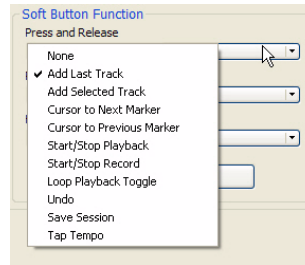 Soft Button Function
Press and Release
None
Add Last Track
Add Selected Track
Cursor to Next Marker
Cursor to Previous Marker
Start/Stop Playback
Start/Stop Record
Loop Playback Toggle
Undo
Save Session
Tap Tempo